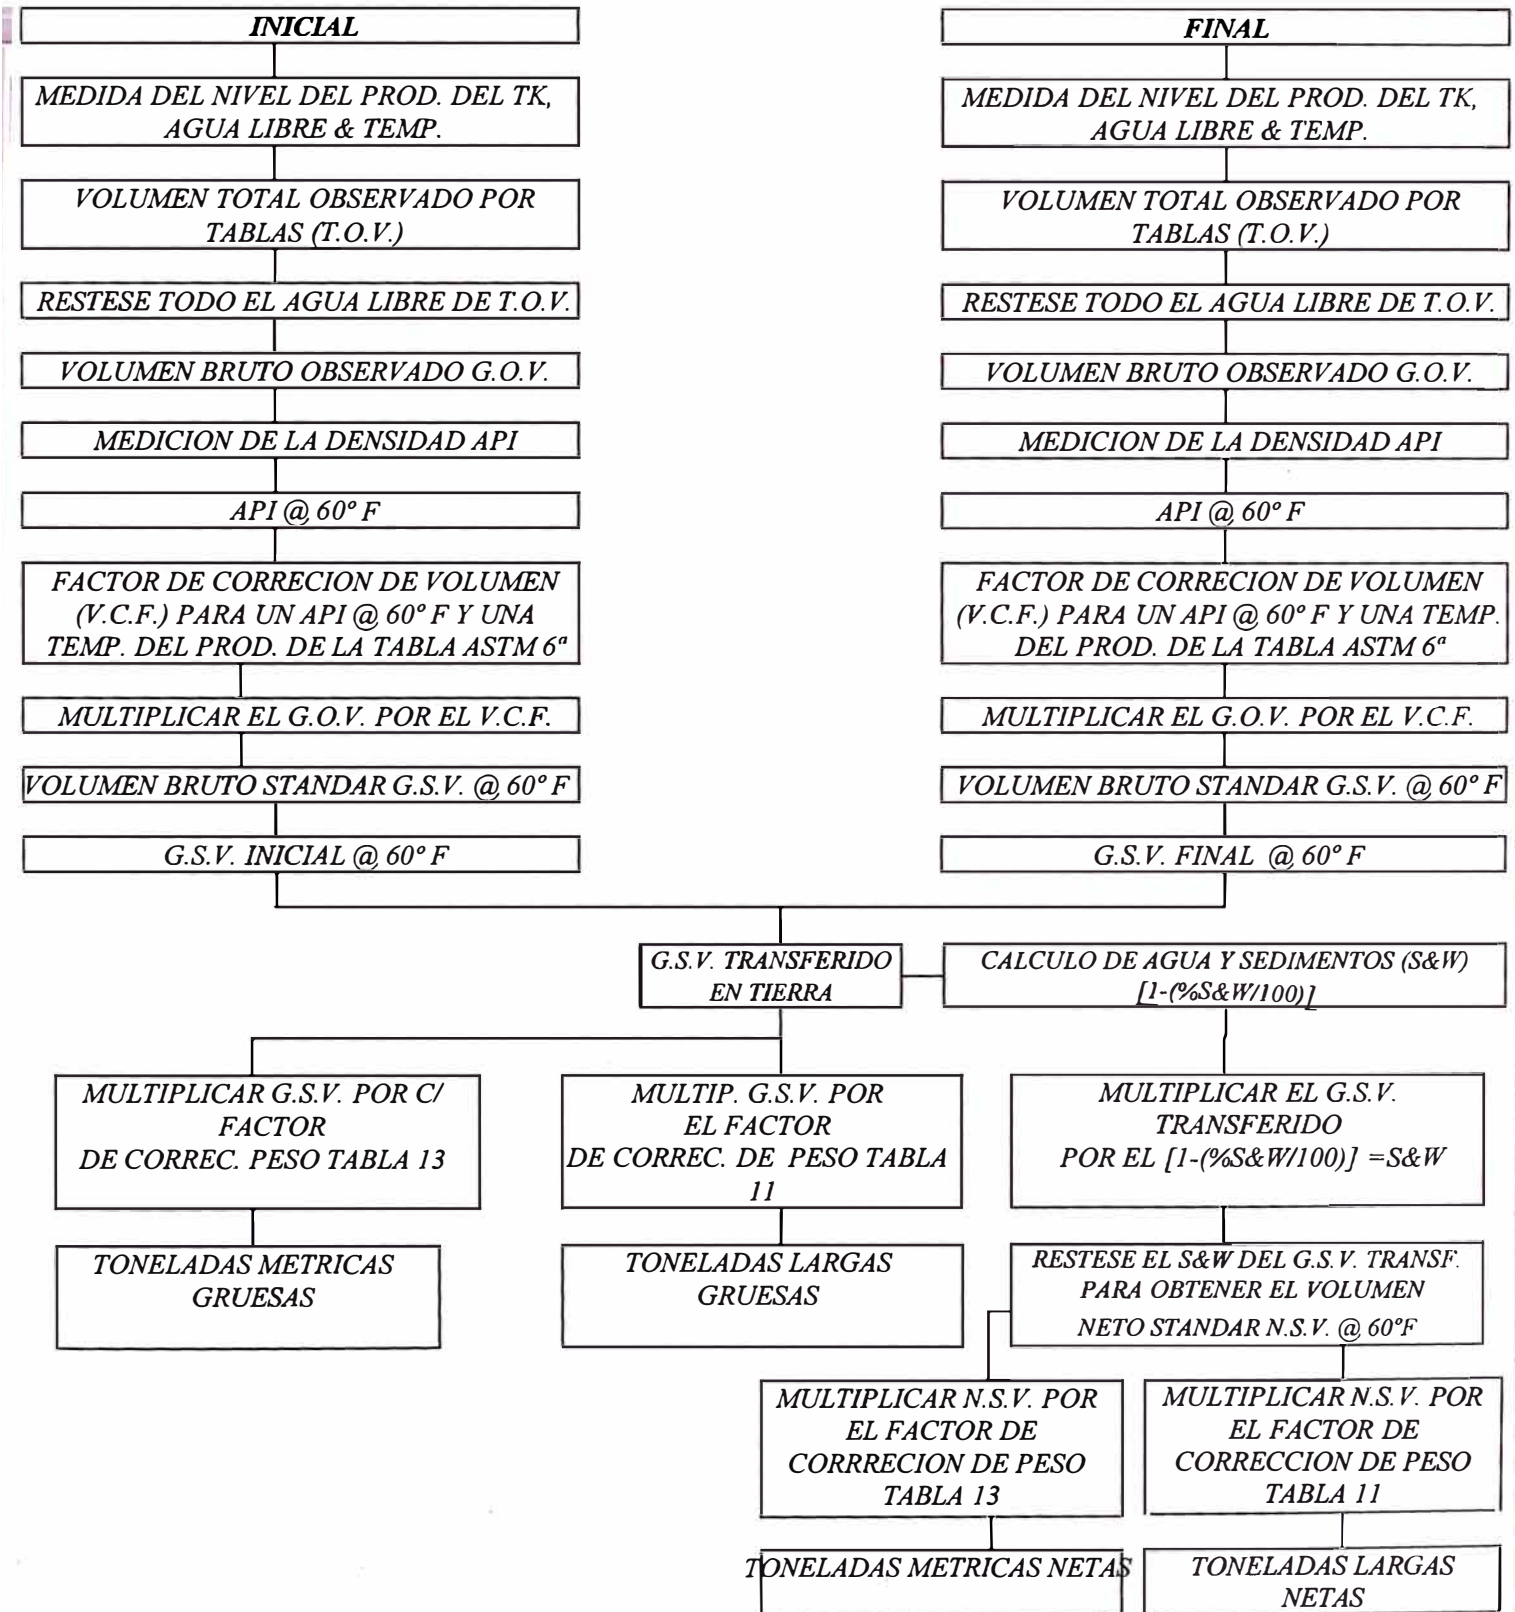 INICIAL
MEDIDA DEL NIVEL DEL PROD. DEL TK,
AGUA LIBRE & TEMP.
VOLUMEN TOTAL OBSERVADO POR
TABLAS (T.O.V.)
RESTESE TODO EL AGUA LIBRE DE T.O.V.
VOLUMEN BRUTO OBSERVADO G.O.V.
MEDICION DE LA DENSIDAD API
API @ 60º F
FACTOR DE CORRECION DE VOLUMEN
(V.C.F.) PARA UN API @ 60º F Y UNA
TEMP. DEL PROD. DE LA TABLA ASTM 6ª
MULTIPLICAR EL G.O.V. POR EL V.C.F.
VOLUMEN BRUTO STANDAR G.S.V. @ 60º F
G.S.V. INICIAL @ 60º F
FINAL
MEDIDA DEL NIVEL DEL PROD. DEL TK,
AGUA LIBRE & TEMP.
VOLUMEN TOTAL OBSERVADO POR
TABLAS (T.O.V.)
RESTESE TODO EL AGUA LIBRE DE T.O.V.
VOLUMEN BRUTO OBSERVADO G.O.V.
MEDICION DE LA DENSIDAD API
API @ 60º F
FACTOR DE CORRECION DE VOLUMEN
(V.C.F.) PARA UN API @ 60º F Y UNA TEMP.
DEL PROD. DE LA TABLA ASTM 6ª
MULTIPLICAR EL G.O.V. POR EL V.C.F.
VOLUMEN BRUTO STANDAR G.S.V. @ 60º F
G.S.V. FINAL @ 60º F
G.S.V. TRANSFERIDO
EN TIERRA
CALCULO DE AGUA Y SEDIMENTOS (S&W)
[1-(%S&W/100)]
MULTIPLICAR G.S.V. POR C/
FACTOR
DE CORREC. PESO TABLA 13
MULTIP. G.S.V. POR
EL FACTOR
DE CORREC. DE PESO TABLA
11
MULTIPLICAR EL G.S.V.
TRANSFERIDO
POR EL [1-(%S&W/100)] =S&W
TONELADAS METRICAS
GRUESAS
TONELADAS LARGAS
GRUESAS
RESTESE EL S&W DEL G.S.V. TRANSF.
PARA OBTENER EL VOLUMEN
NETO STANDAR N.S.V. @ 60ºF
MULTIPLICAR N.S.V. POR
EL FACTOR DE
CORRRECION DE PESO
TABLA 13
MULTIPLICAR N.S.V. POR
EL FACTOR DE
CORRECCION DE PESO
TABLA 11
TONELADAS METRICAS NETAS
TONELADAS LARGAS
NETAS